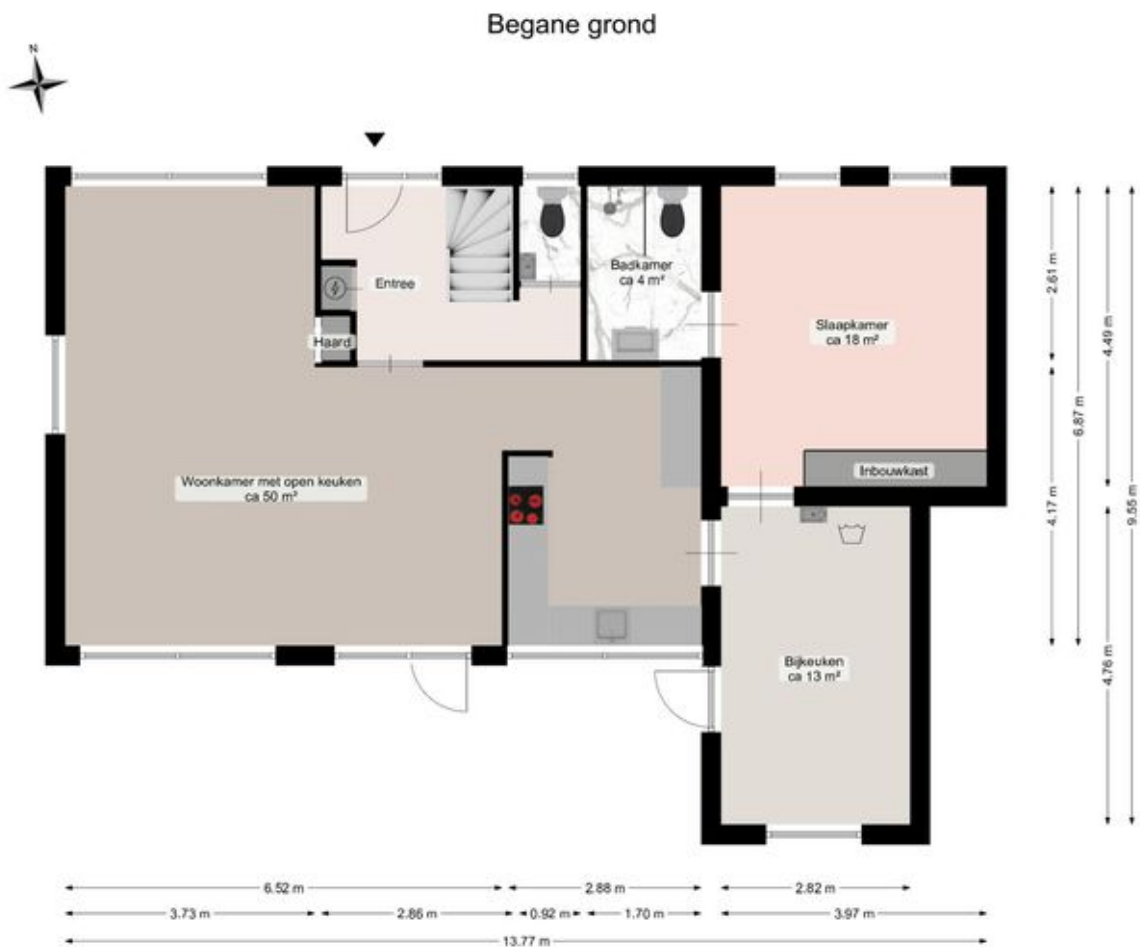 Begane grond
N
Entree
Badkamer
ca 4 m²
Haard
Slaapkamer
ca 18 m²
Inbouwkast
Woonkamer met open keuken
ca 50 m²
Bijkeuken
ca 13 m²
2.61 m
4.49 m
6.87 m
9.55 m
4.17 m
4.76 m
6.52 m
2.88 m
2.82 m
3.73 m
2.86 m
0.92 m
1.70 m
3.97 m
13.77 m